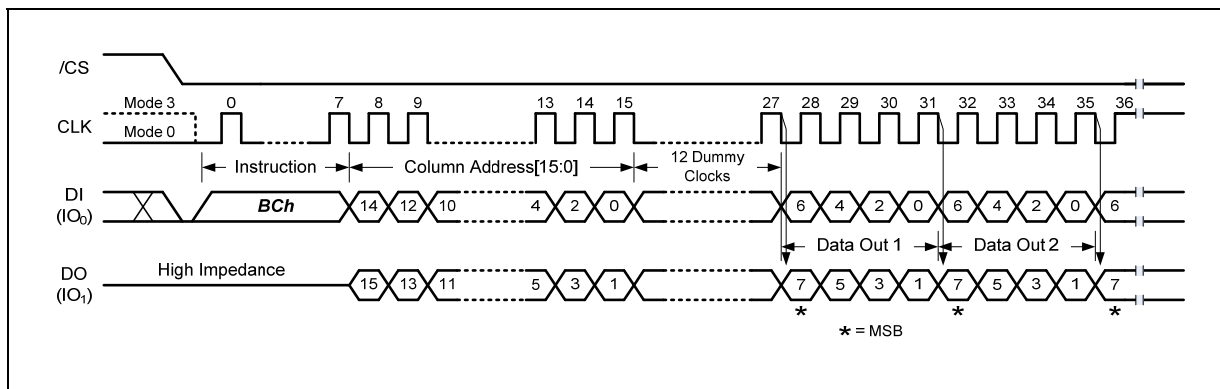 /CS
Mode 3 0 7 8 9 13 14 15 27 28 29 30 31 32 33 34 35 36
CLK Mode 0
Instruction Column Address[15:0] 12 Dummy Clocks
DI (IO0) BCh 14 12 10 4 2 0 6 4 2 0 6 4 2 0 6
Data Out 1 Data Out 2
DO (IO1) High Impedance 15 13 11 5 3 1 7 5 3 1 7 5 3 1 7
* * *
* = MSB